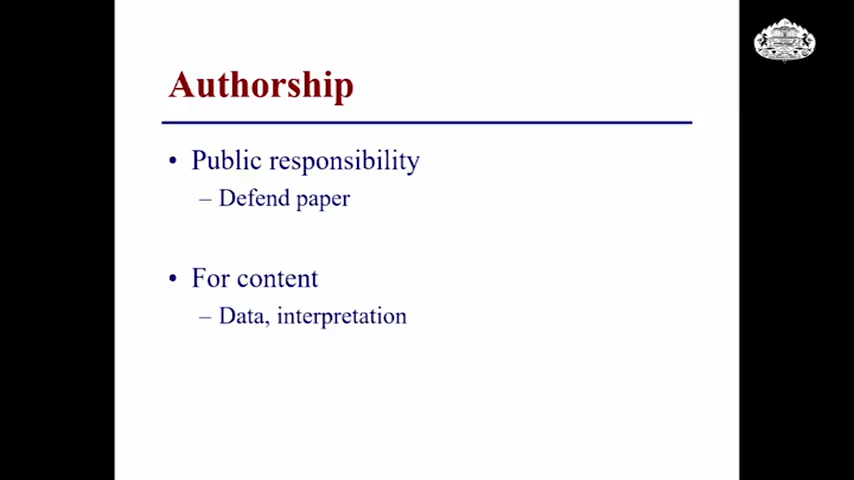 Authorship
• Public responsibility
– Defend paper
• For content
– Data, interpretation